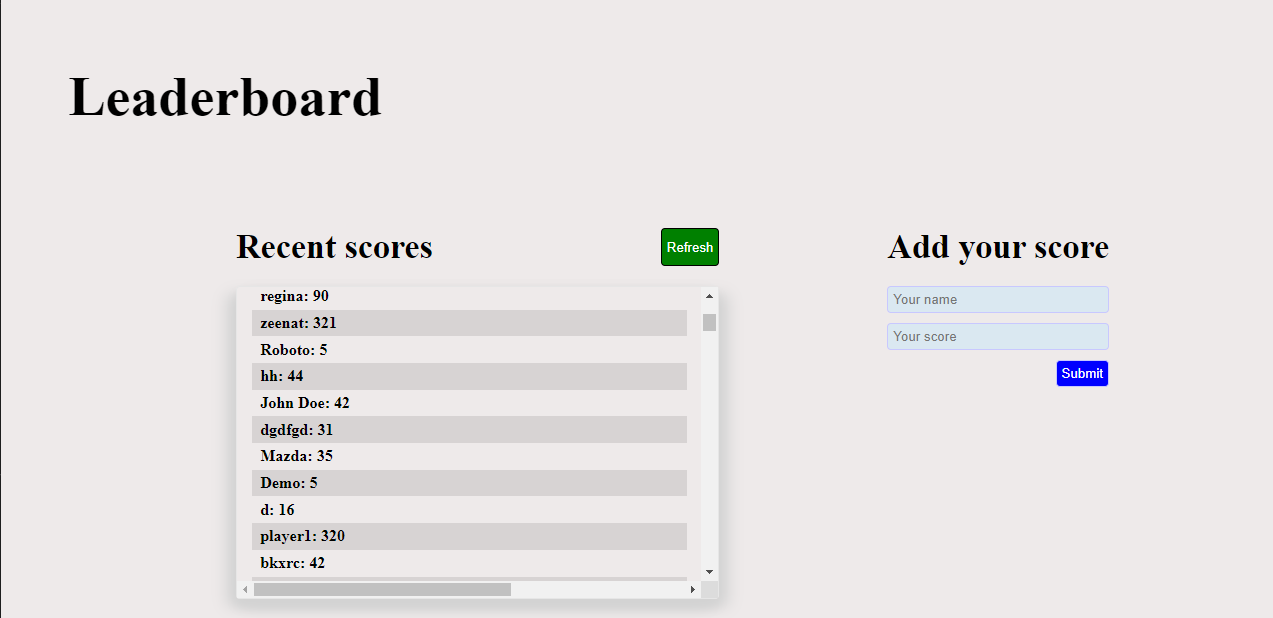 Leaderboard
Recent scores
Refresh
regina: 90
zeenat: 321
Roboto: 5
hh: 44
John Doe: 42
dgdfgd: 31
Mazda: 35
Demo: 5
d: 16
player1: 320
bkxrc: 42
Add your score
Your name
Your score
Submit